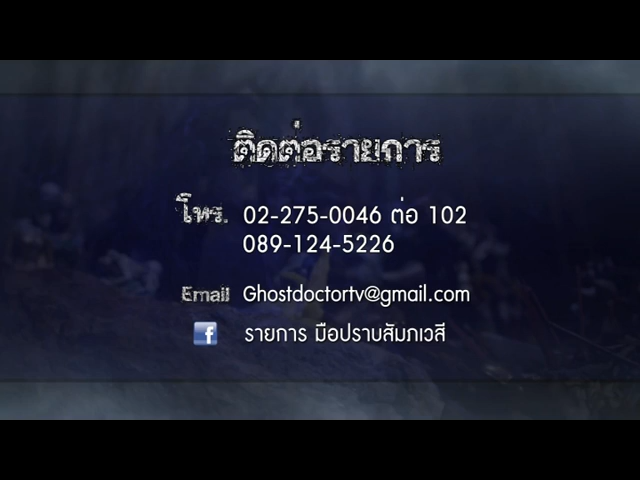 ติดต่อรายการ
โทร. 02-275-0046 ต่อ 102
089-124-5226
Email Ghostdoctortv@gmail.com
f รายการ มือปราบสัมภเวสี